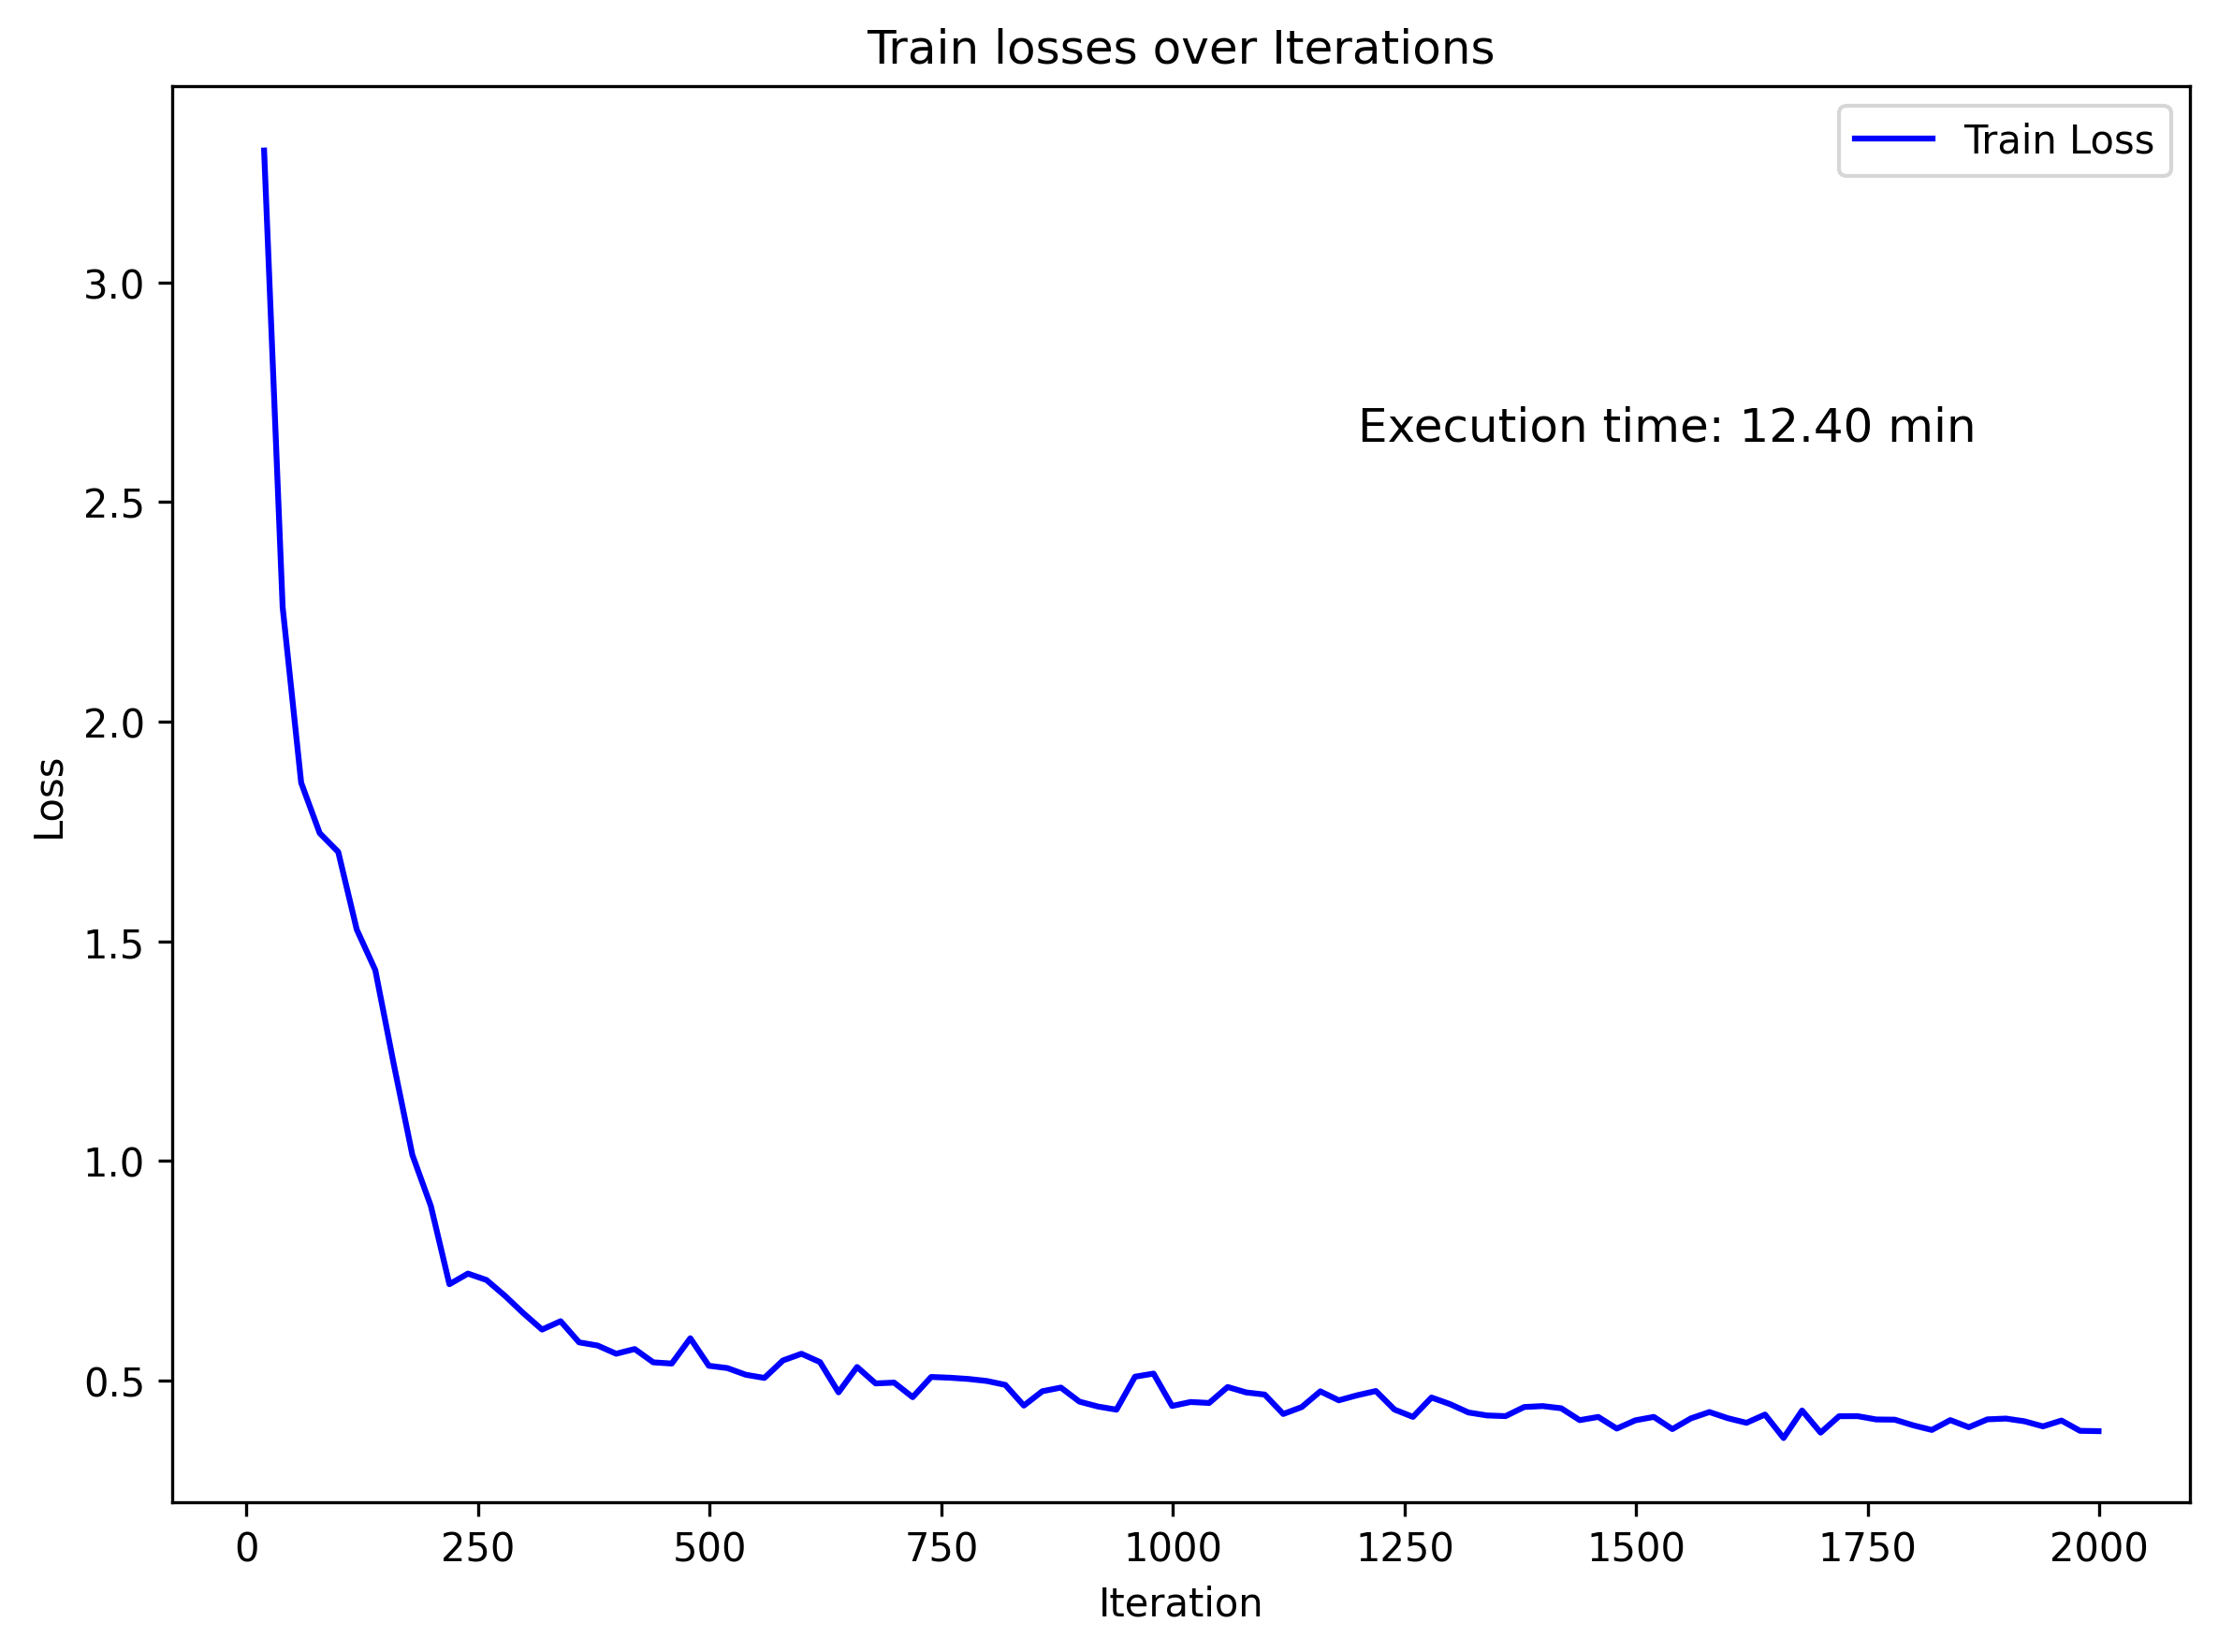 Train losses over Iterations
Train Loss
Execution time: 12.40 min
3.0
2.5
2.0
1.5
1.0
0.5
Loss
0 250 500 750 1000 1250 1500 1750 2000
Iteration